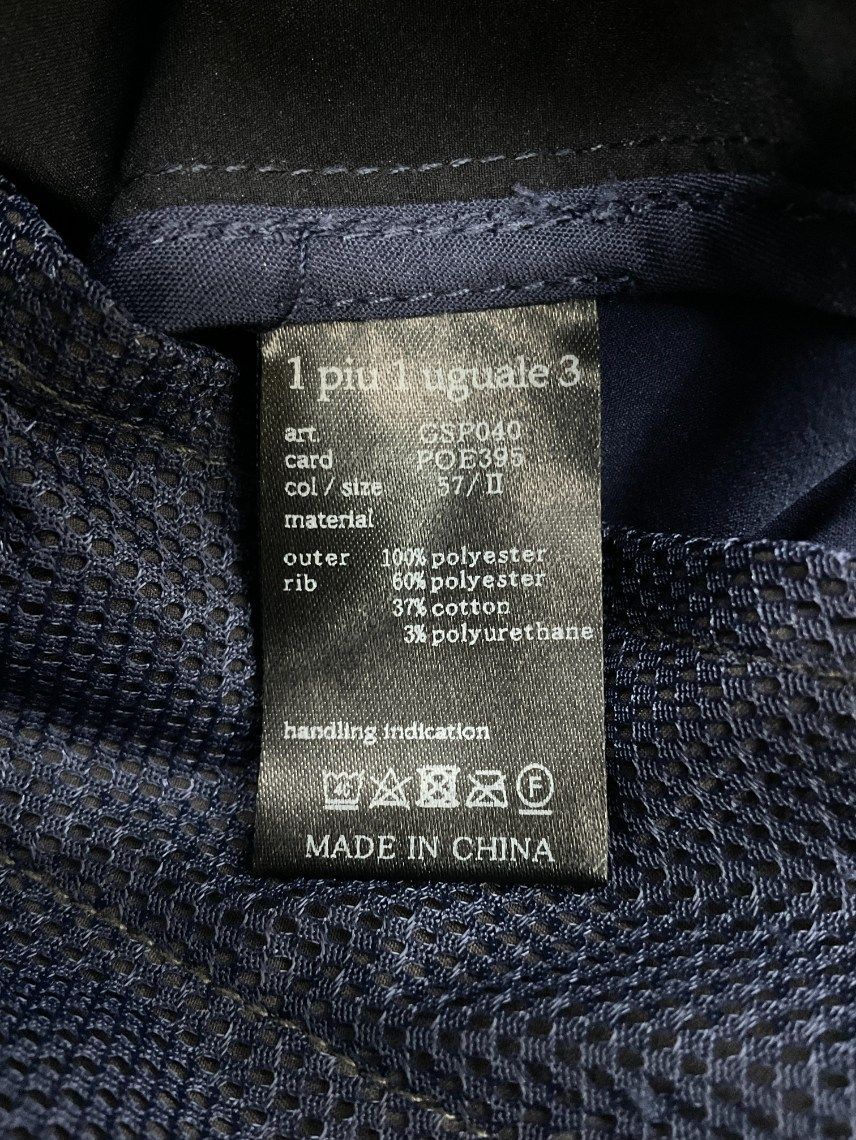 1 piu 1 uguale 3
art. GSP040
card POE395
col / size 57/II
material
outer 100% polyester
rib 60% polyester
37% cotton
3% polyurethane
handling indication
40 F
MADE IN CHINA